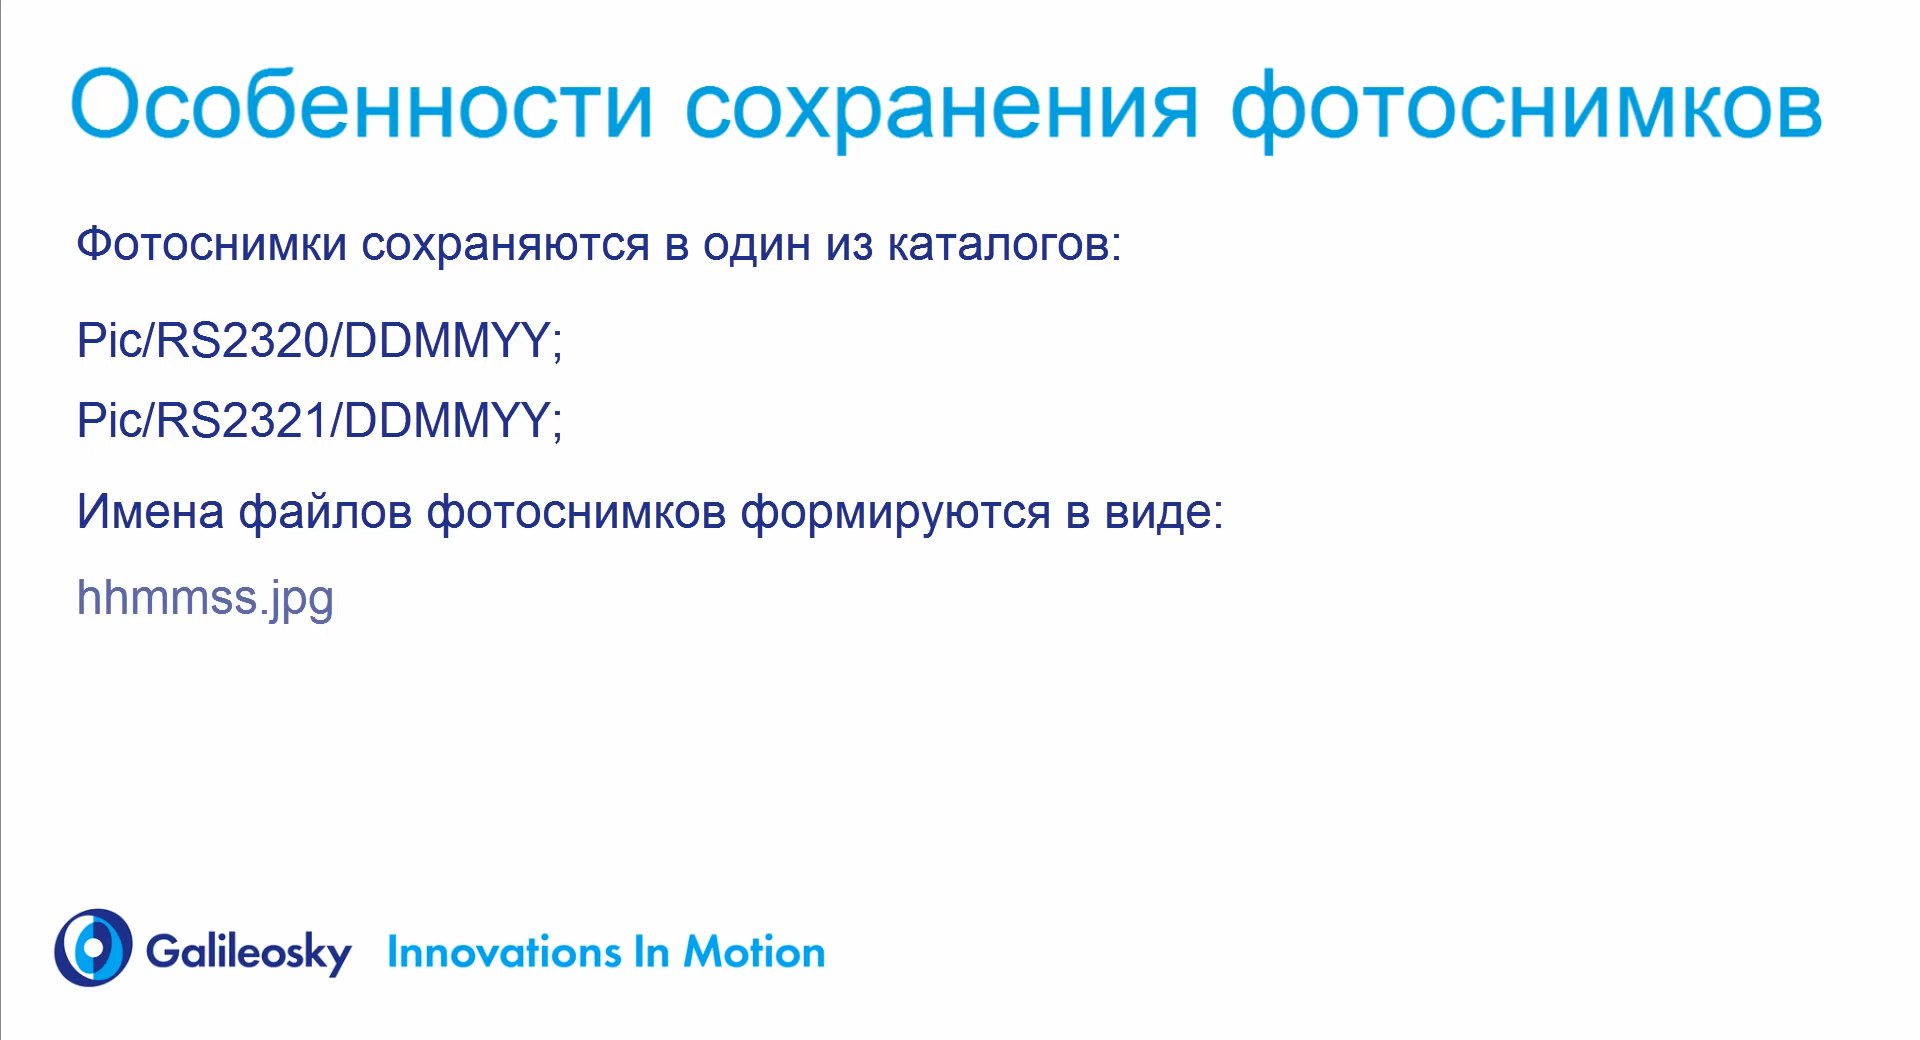 Особенности сохранения фотоснимков
Фотоснимки сохраняются в один из каталогов:
Pic/RS2320/DDMMYY;
Pic/RS2321/DDMMYY;
Имена файлов фотоснимков формируются в виде:
hhmmss.jpg
Galileosky Innovations In Motion